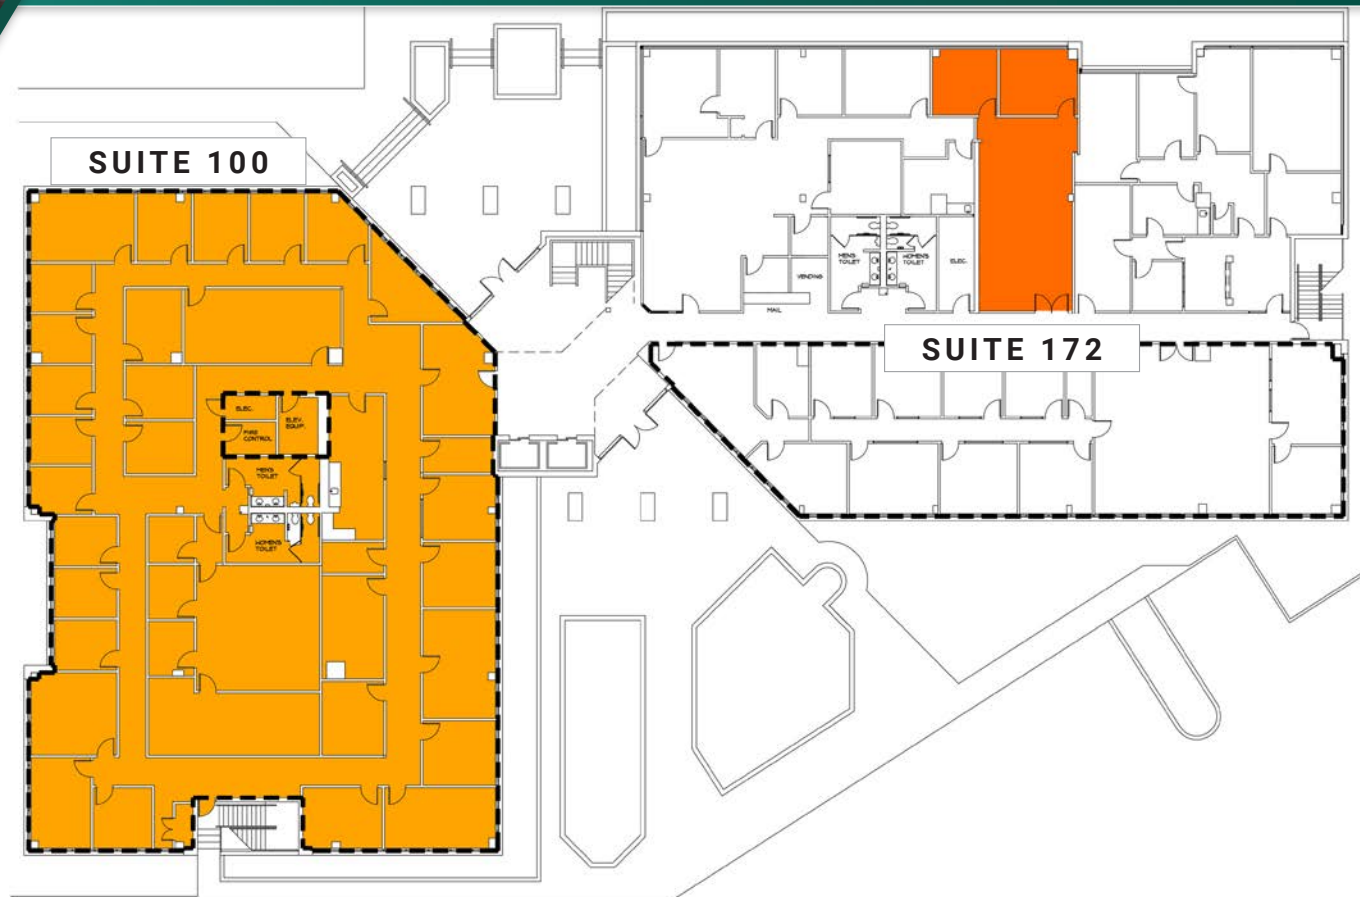 SUITE 100
MEN'S
TOILET
WOMEN'S
TOILET
ELEC.
VENDING
MAIL
SUITE 172
ELEC.
ELEV.
EQUIP.
FIRE
CONTROL
MEN'S
TOILET
WOMEN'S
TOILET